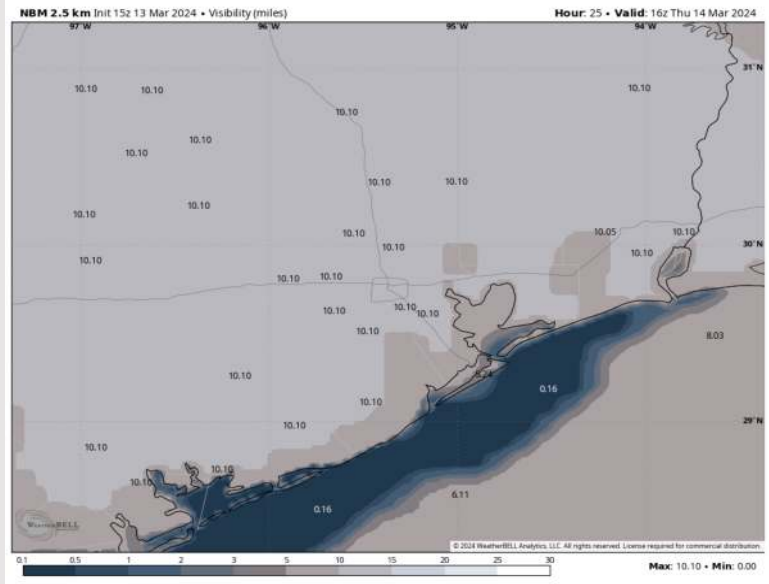 NBM 2.5 km Init 15z 13 Mar 2024 • Visibility (miles) Hour: 25 • Valid: 16z Thu 14 Mar 2024
97°W 96°W 95°W 94°W
31°N
10.10 10.10 10.10
10.10
10.10
10.10
10.10 10.10
10.10
10.10
10.10 10.05 10.10
30°N
10.10
10.10
10.10
10.10 10.10
10.10 10.10
10.10
10.10
8.03
10.10
0.16
10.10
29°N
10.10
10.10
10.10
10.10
6.11
0.16
WEATHERBELL
© 2024 WeatherBELL Analytics, LLC. All rights reserved. License required for commercial distribution.
0.1 0.5 1 2 3 5 10 15 20 25 30
Max: 10.10 • Min: 0.00